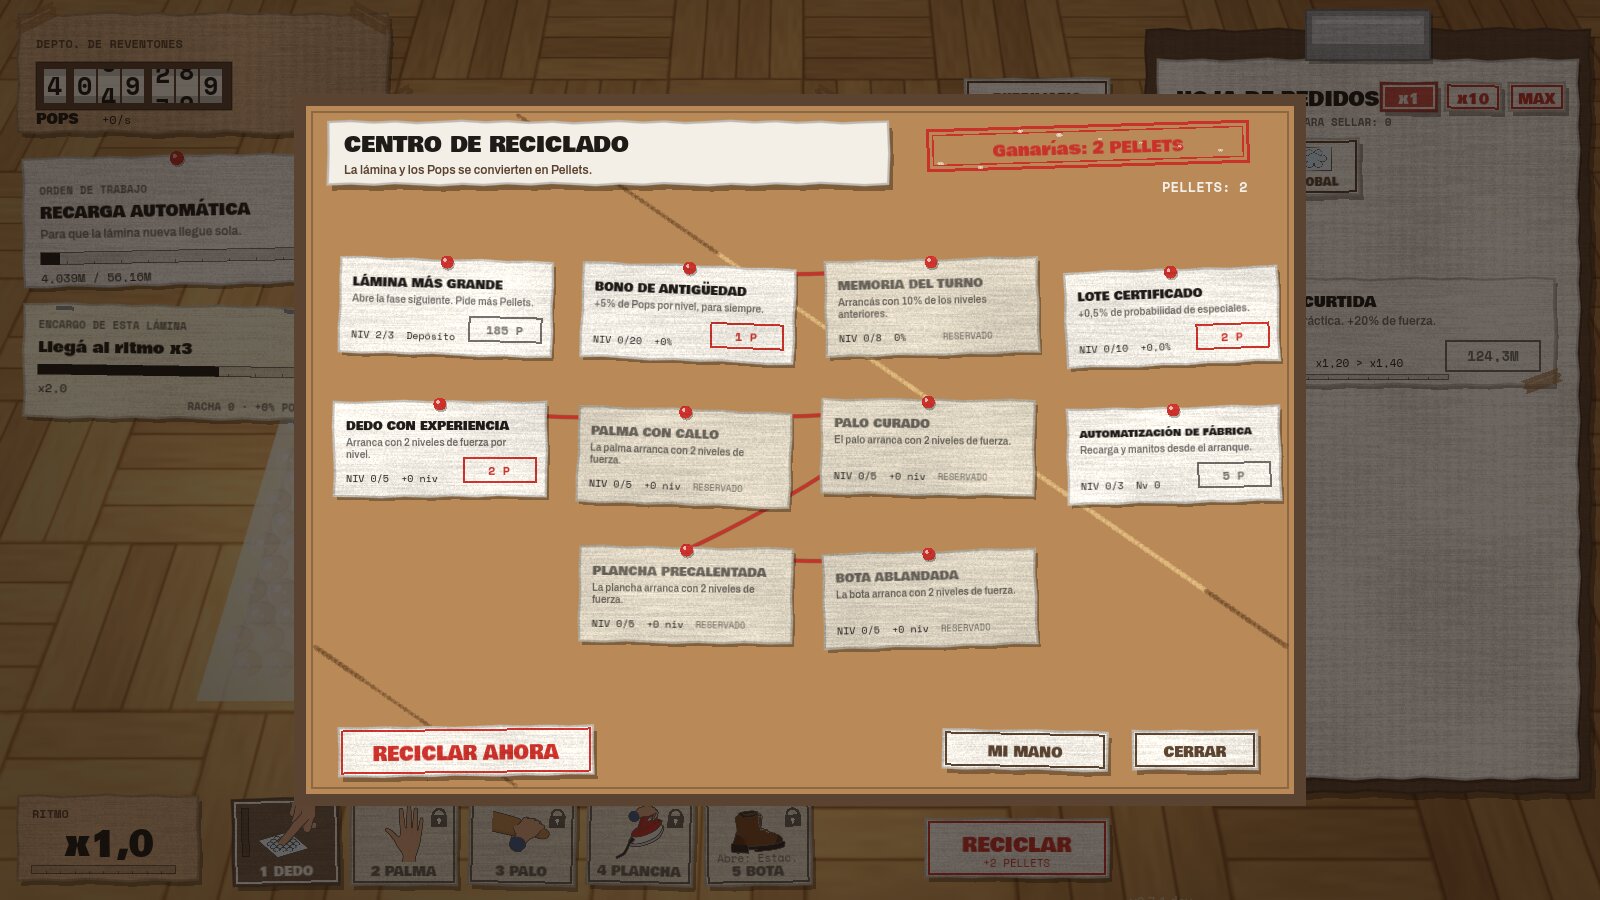 DEPTO. DE REVENTONES
POPS +0/s
ORDEN DE TRABAJO
RECARGA AUTOMÁTICA
Para que la lámina nueva llegue sola.
4.039M / 56.16M
ENCARGO DE ESTA LÁMINA
Llegá al ritmo x3
x2.0
RACHA 0 · +0% PO
CENTRO DE RECICLADO
La lámina y los Pops se convierten en Pellets.
Ganarías: 2 PELLETS
PELLETS: 2
LÁMINA MÁS GRANDE
Abre la fase siguiente. Pide más Pellets.
NIV 2/3 Depósito 185 P
BONO DE ANTIGÜEDAD
+5% de Pops por nivel, para siempre.
NIV 0/20 +0% 1 P
MEMORIA DEL TURNO
Arrancás con 10% de los niveles
anteriores.
NIV 0/8 0% RESERVADO
LOTE CERTIFICADO
+0,5% de probabilidad de especiales.
NIV 0/10 +0.0% 2 P
DEDO CON EXPERIENCIA
Arranca con 2 niveles de fuerza por
nivel.
NIV 0/5 +0 niv 2 P
PALMA CON CALLO
La palma arranca con 2 niveles de
fuerza.
NIV 0/5 +0 niv RESERVADO
PALO CURADO
El palo arranca con 2 niveles de fuerza.
NIV 0/5 +0 niv RESERVADO
AUTOMATIZACIÓN DE FÁBRICA
Recarga y manitos desde el arranque.
NIV 0/3 Nv 0 5 P
PLANCHA PRECALENTADA
La plancha arranca con 2 niveles de
fuerza.
NIV 0/5 +0 niv RESERVADO
BOTA ABLANDADA
La bota arranca con 2 niveles de fuerza.
NIV 0/5 +0 niv RESERVADO
RECICLAR AHORA
MI MANO
CERRAR
EDIDOS x1 x10 MAX
ARA SELLAR: 0
OBAL
CURTIDA
ráctica. +20% de fuerza.
x1,20 > x1,40 124,3M
RITMO
x1,0
1 DEDO
2 PALMA
3 PALO
4 PLANCHA
Abre: Estac.
5 BOTA
RECICLAR
+2 PELLETS